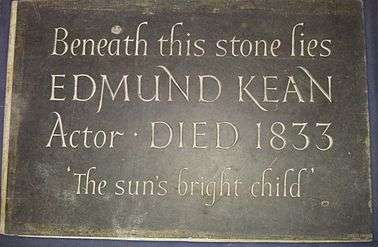 Beneath this stone lies
EDMUND KEAN
Actor · DIED 1833
'The sun's bright child'